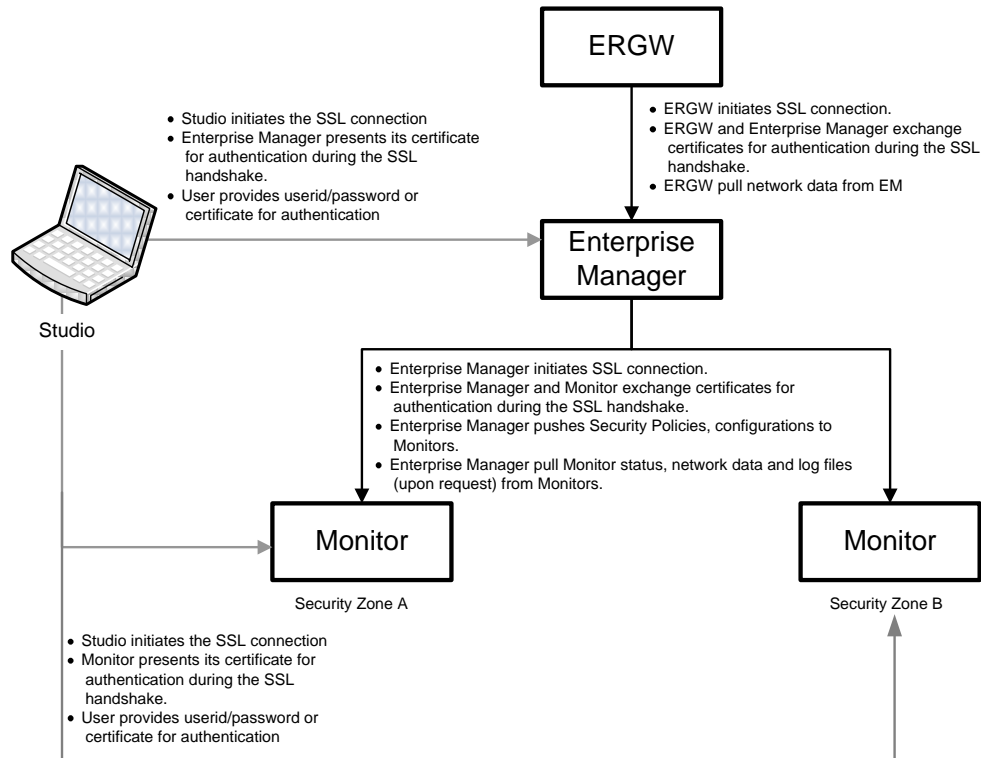 ERGW
• ERGW initiates SSL connection.
• ERGW and Enterprise Manager exchange
certificates for authentication during the SSL
handshake.
• ERGW pull network data from EM
• Studio initiates the SSL connection
• Enterprise Manager presents its certificate
for authentication during the SSL
handshake.
• User provides userid/password or
certificate for authentication
Enterprise
Manager
Studio
• Enterprise Manager initiates SSL connection.
• Enterprise Manager and Monitor exchange certificates for
authentication during the SSL handshake.
• Enterprise Manager pushes Security Policies, configurations to
Monitors.
• Enterprise Manager pull Monitor status, network data and log files
(upon request) from Monitors.
Monitor
Security Zone A
Monitor
Security Zone B
• Studio initiates the SSL connection
• Monitor presents its certificate for
authentication during the SSL
handshake.
• User provides userid/password or
certificate for authentication